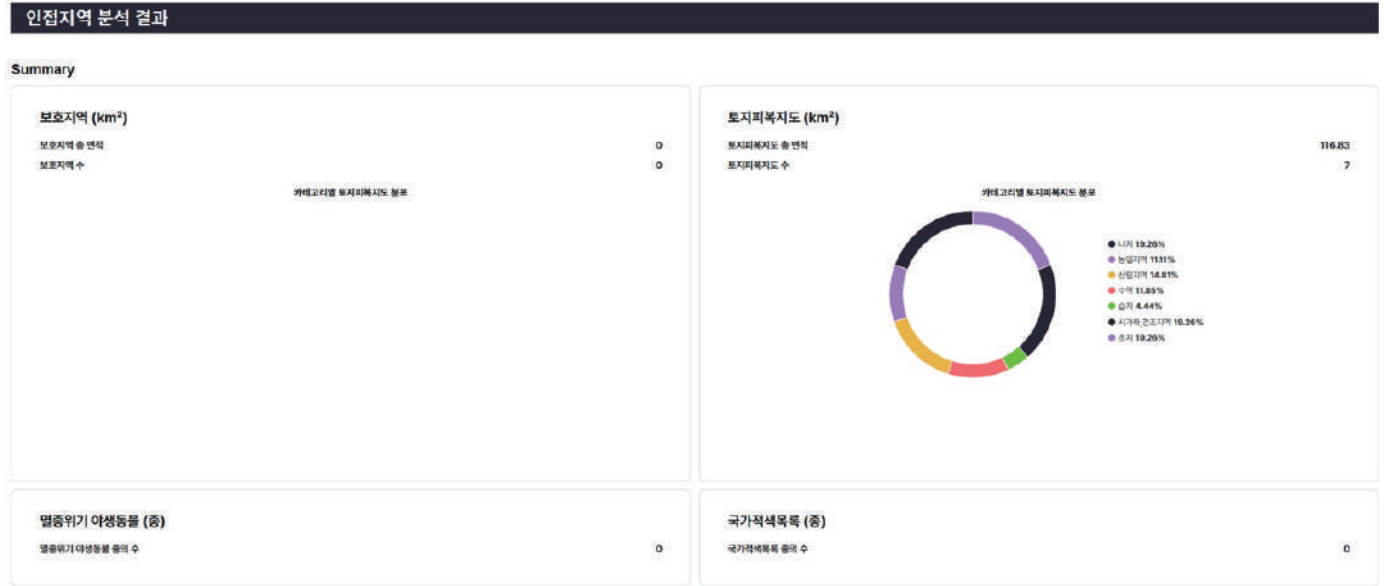 인접지역 분석 결과
Summary
보호지역 (km²)
보호지역 총 면적 0
보호지역 수 0
카테고리별 토지피복지도 분포
토지피복지도 (km²)
토지피복지도 총 면적 116.83
토지피복지도 수 7
카테고리별 토지피복지도 분포
나지 19.26%
농업지역 11.11%
산림지역 14.81%
수역 11.85%
습지 4.44%
시가화,건조지역 19.26%
초지 19.26%
멸종위기 야생동물 (종)
멸종위기 야생동물 종의 수 0
국가적색목록 (종)
국가적색목록 종의 수 0